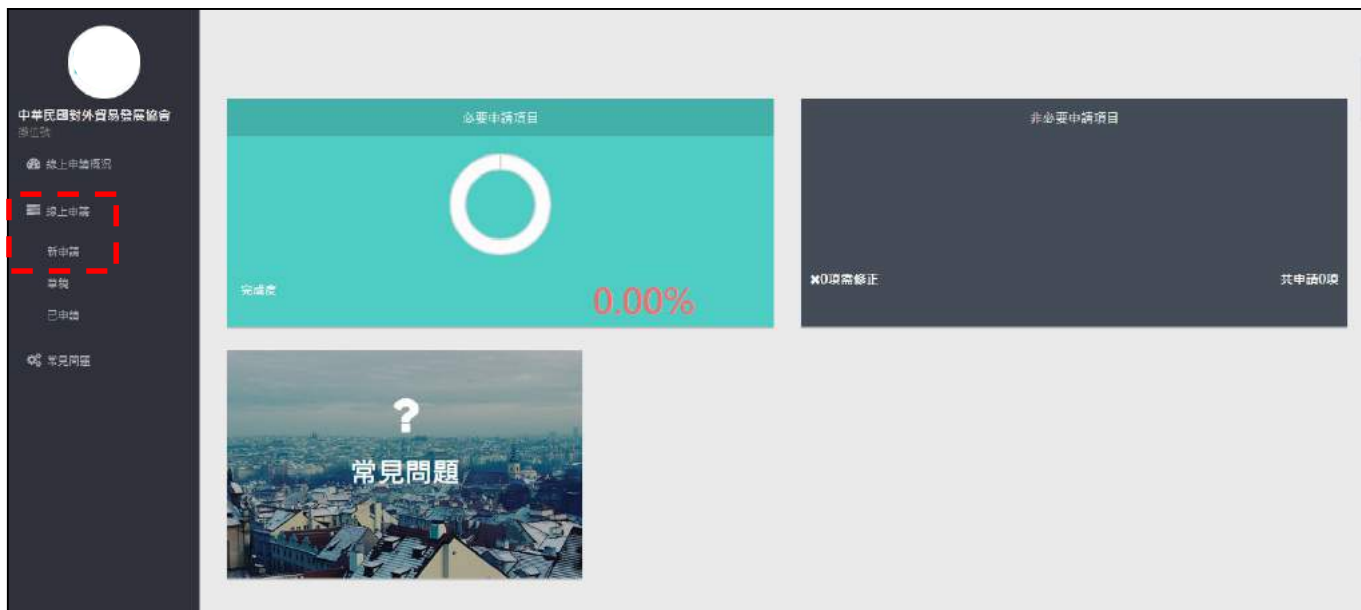 中華民國對外貿易發展協會
攤位號
線上申請概況
線上申請
新申請
草稿
已申請
常見問題
必要申請項目
完成度
0.00%
非必要申請項目
✖0項需修正
共申請0項
?
常見問題